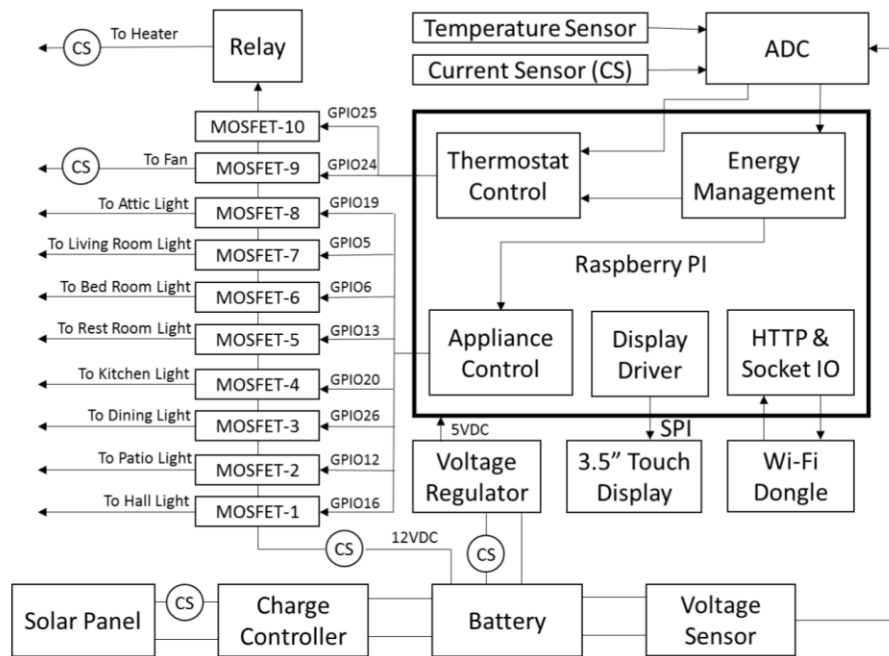 To Heater
CS
Relay
Temperature Sensor
Current Sensor (CS)
ADC
MOSFET-10
GPIO25
CS
To Fan
MOSFET-9
GPIO24
To Attic Light
MOSFET-8
GPIO19
To Living Room Light
MOSFET-7
GPIO5
To Bed Room Light
MOSFET-6
GPIO6
To Rest Room Light
MOSFET-5
GPIO13
To Kitchen Light
MOSFET-4
GPIO20
To Dining Light
MOSFET-3
GPIO26
To Patio Light
MOSFET-2
GPIO12
To Hall Light
MOSFET-1
GPIO16
Thermostat
Control
Energy
Management
Raspberry PI
Appliance
Control
Display
Driver
HTTP &
Socket IO
5VDC
SPI
Voltage
Regulator
3.5” Touch
Display
Wi-Fi
Dongle
CS
12VDC
CS
Solar Panel
CS
Charge
Controller
Battery
Voltage
Sensor